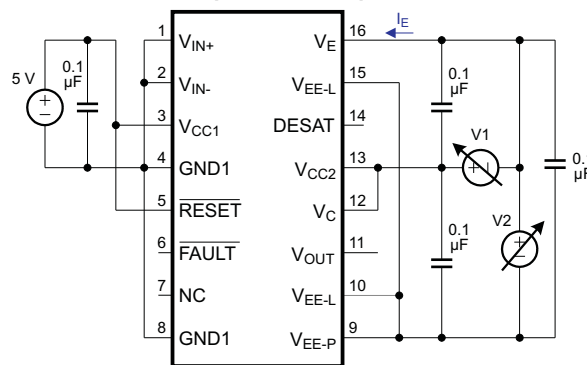 I_E
1 V_IN+ V_E 16
2 V_IN- V_EE-L 15
3 V_CC1 DESAT 14
4 GND1 V_CC2 13
5 RESET V_C 12
6 FAULT V_OUT 11
7 NC V_EE-L 10
8 GND1 V_EE-P 9
5 V
+
−
0.1
µF
0.1
µF
V1
+
−
0.1
µF
V2
+
−
0.
µF